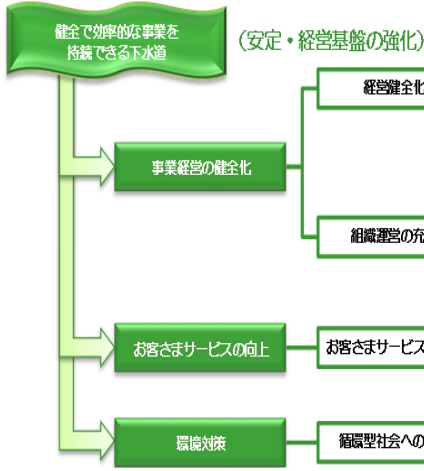 健全で効率的な事業を
持続できる下水道
(安定・経営基盤の強化)
経営健全化
事業経営の健全化
組織運営の充
お客さまサービスの向上
お客さまサービス
環境対策
循環型社会への